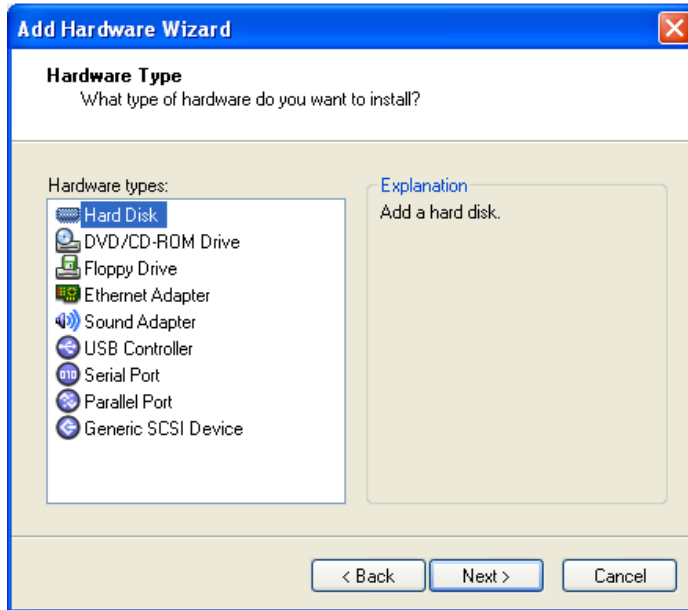 Add Hardware Wizard
Hardware Type
What type of hardware do you want to install?
Hardware types:
Hard Disk
DVD/CD-ROM Drive
Floppy Drive
Ethernet Adapter
Sound Adapter
USB Controller
Serial Port
Parallel Port
Generic SCSI Device
Explanation
Add a hard disk.
< Back
Next >
Cancel